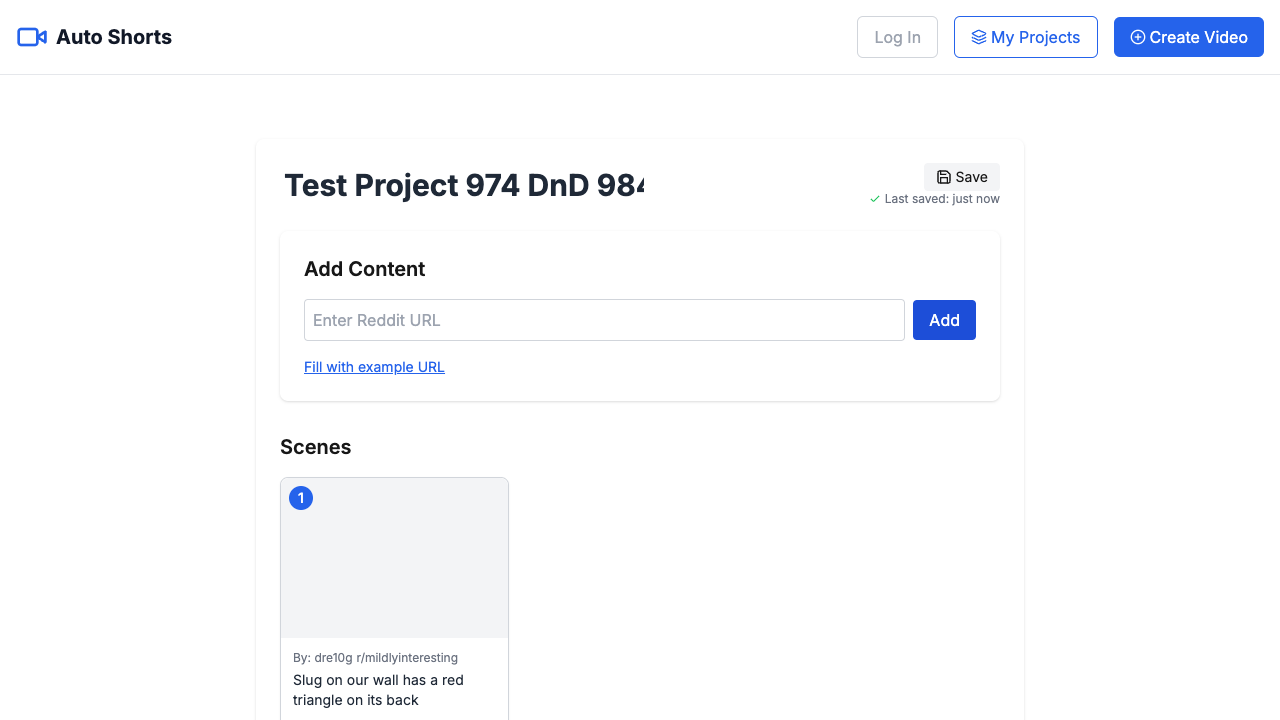 Auto Shorts
Log In
My Projects
Create Video
Test Project 974 DnD 984
Save
Last saved: just now
Add Content
Enter Reddit URL
Add
Fill with example URL
Scenes
1
By: dre10g r/mildlyinteresting
Slug on our wall has a red
triangle on its back